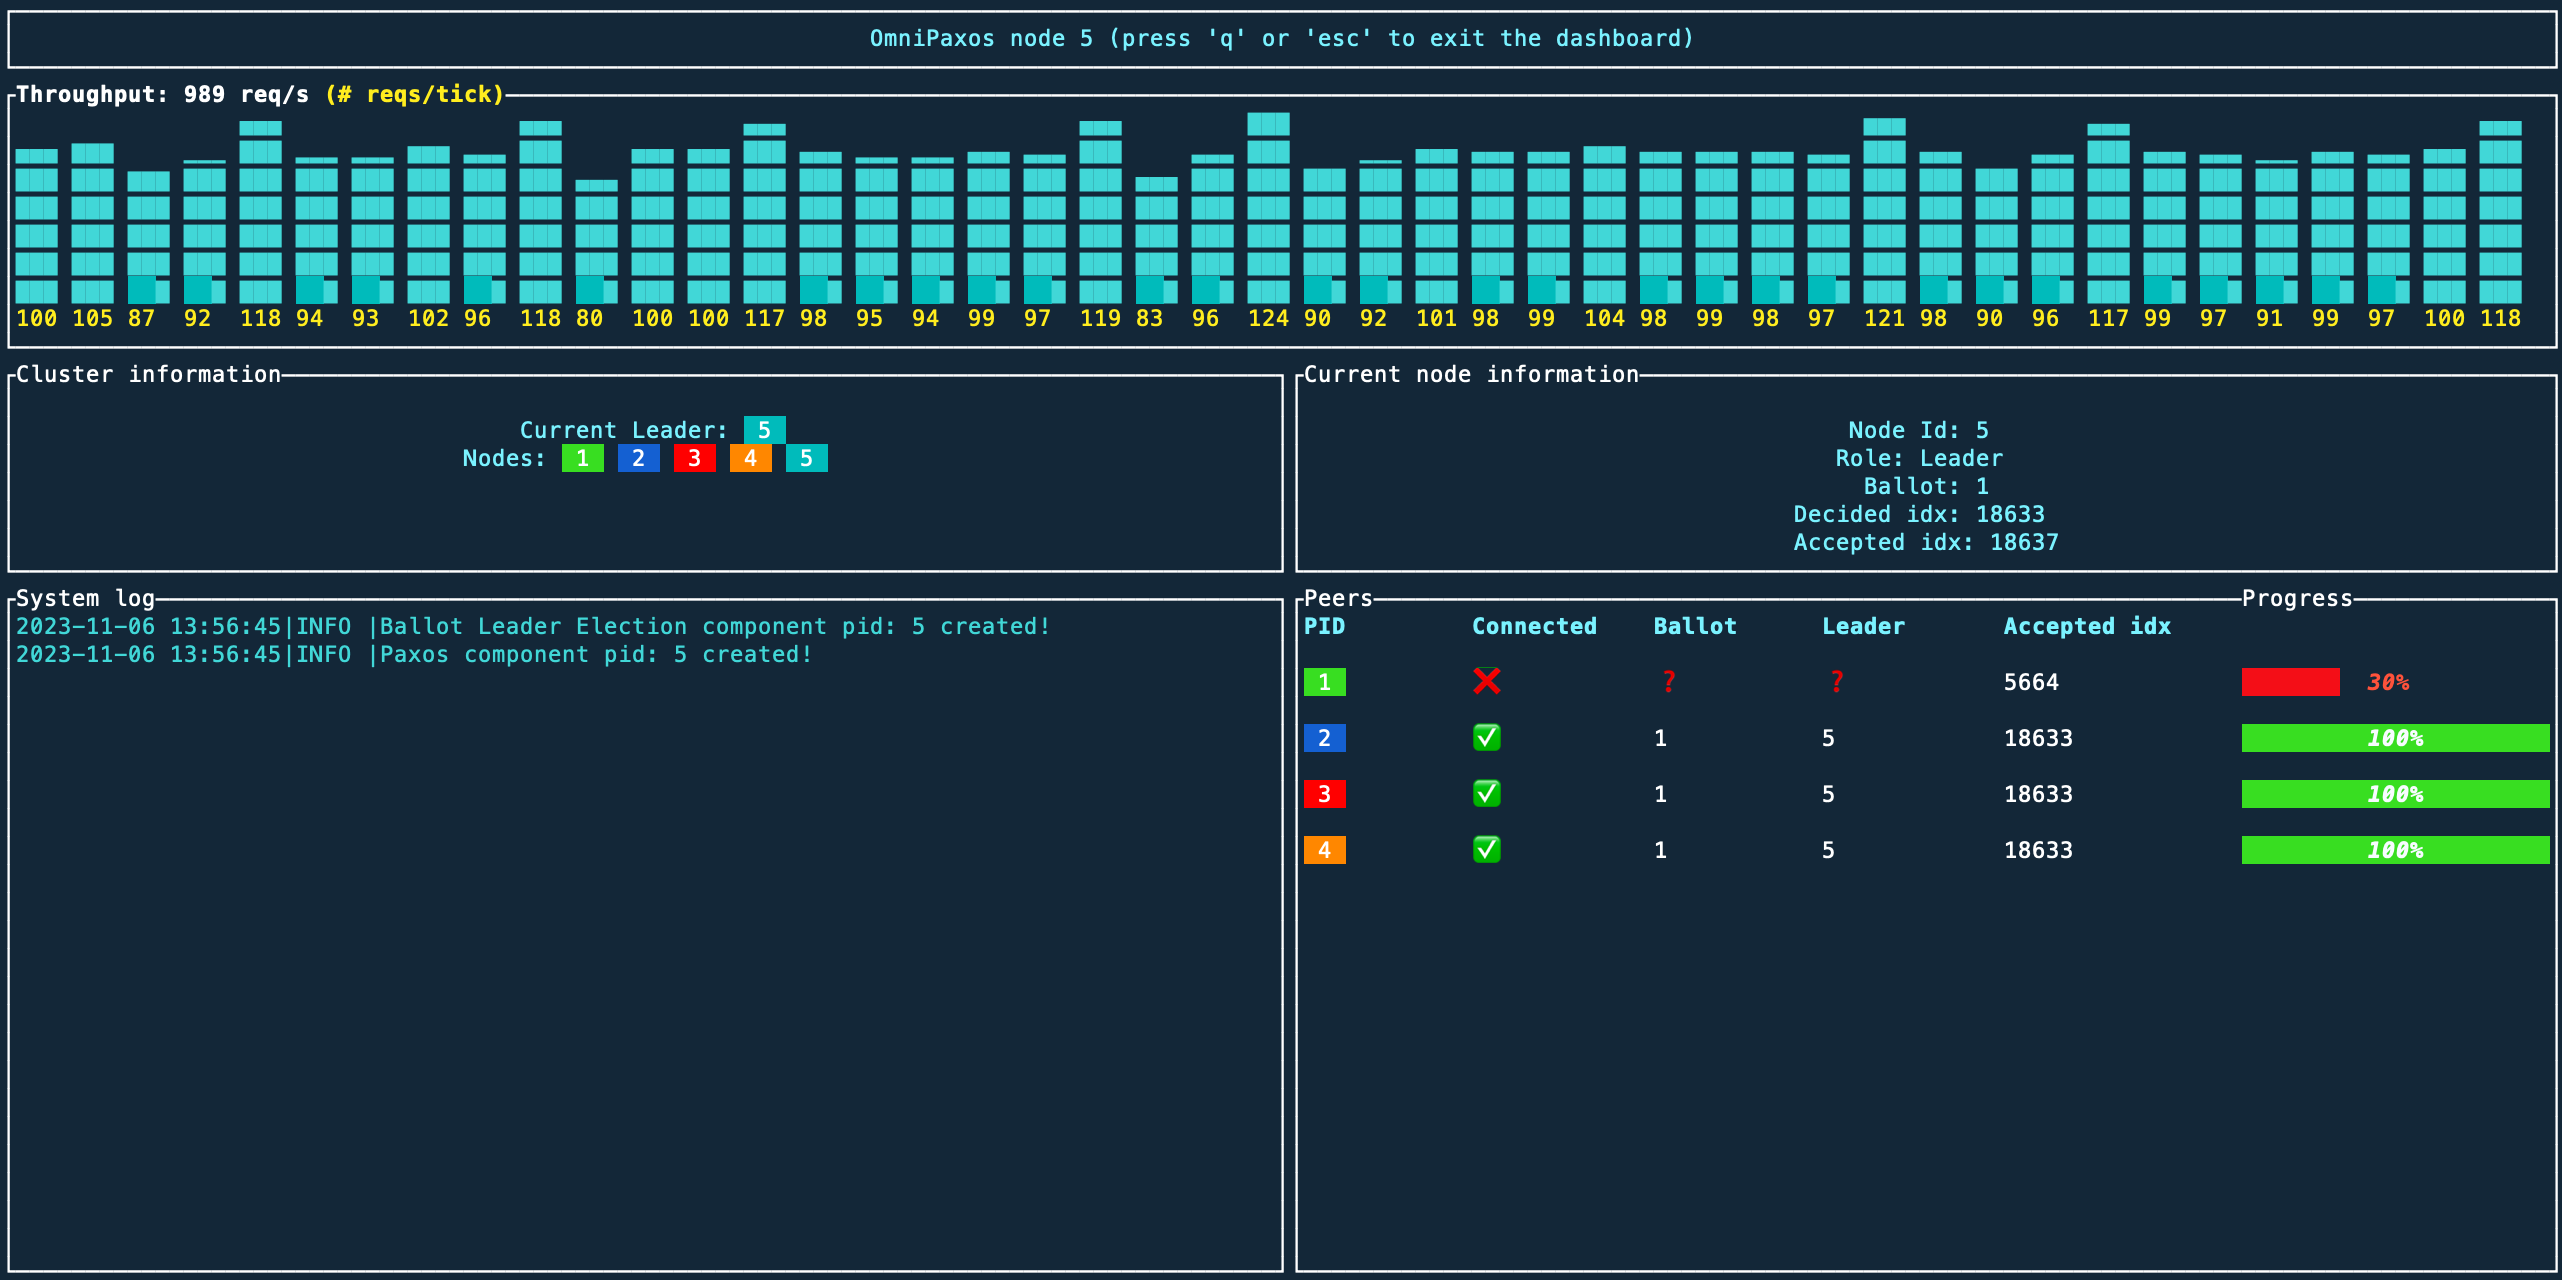 OmniPaxos node 5 (press 'q' or 'esc' to exit the dashboard)
Throughput: 989 req/s (# reqs/tick)
100 105 87 92 118 94 93 102 96 118 80 100 100 117 98 95 94 99 97 119 83 96 124 90 92 101 98 99 104 98 99 98 97 121 98 90 96 117 99 97 91 99 97 100 118
Cluster information
Current Leader: 5
Nodes: 1 2 3 4 5
Current node information
Node Id: 5
Role: Leader
Ballot: 1
Decided idx: 18633
Accepted idx: 18637
System log
2023-11-06 13:56:45|INFO |Ballot Leader Election component pid: 5 created!
2023-11-06 13:56:45|INFO |Paxos component pid: 5 created!
Peers Progress
PID Connected Ballot Leader Accepted idx
1 ❌ ? ? 5664 30%
2 ✅ 1 5 18633 100%
3 ✅ 1 5 18633 100%
4 ✅ 1 5 18633 100%